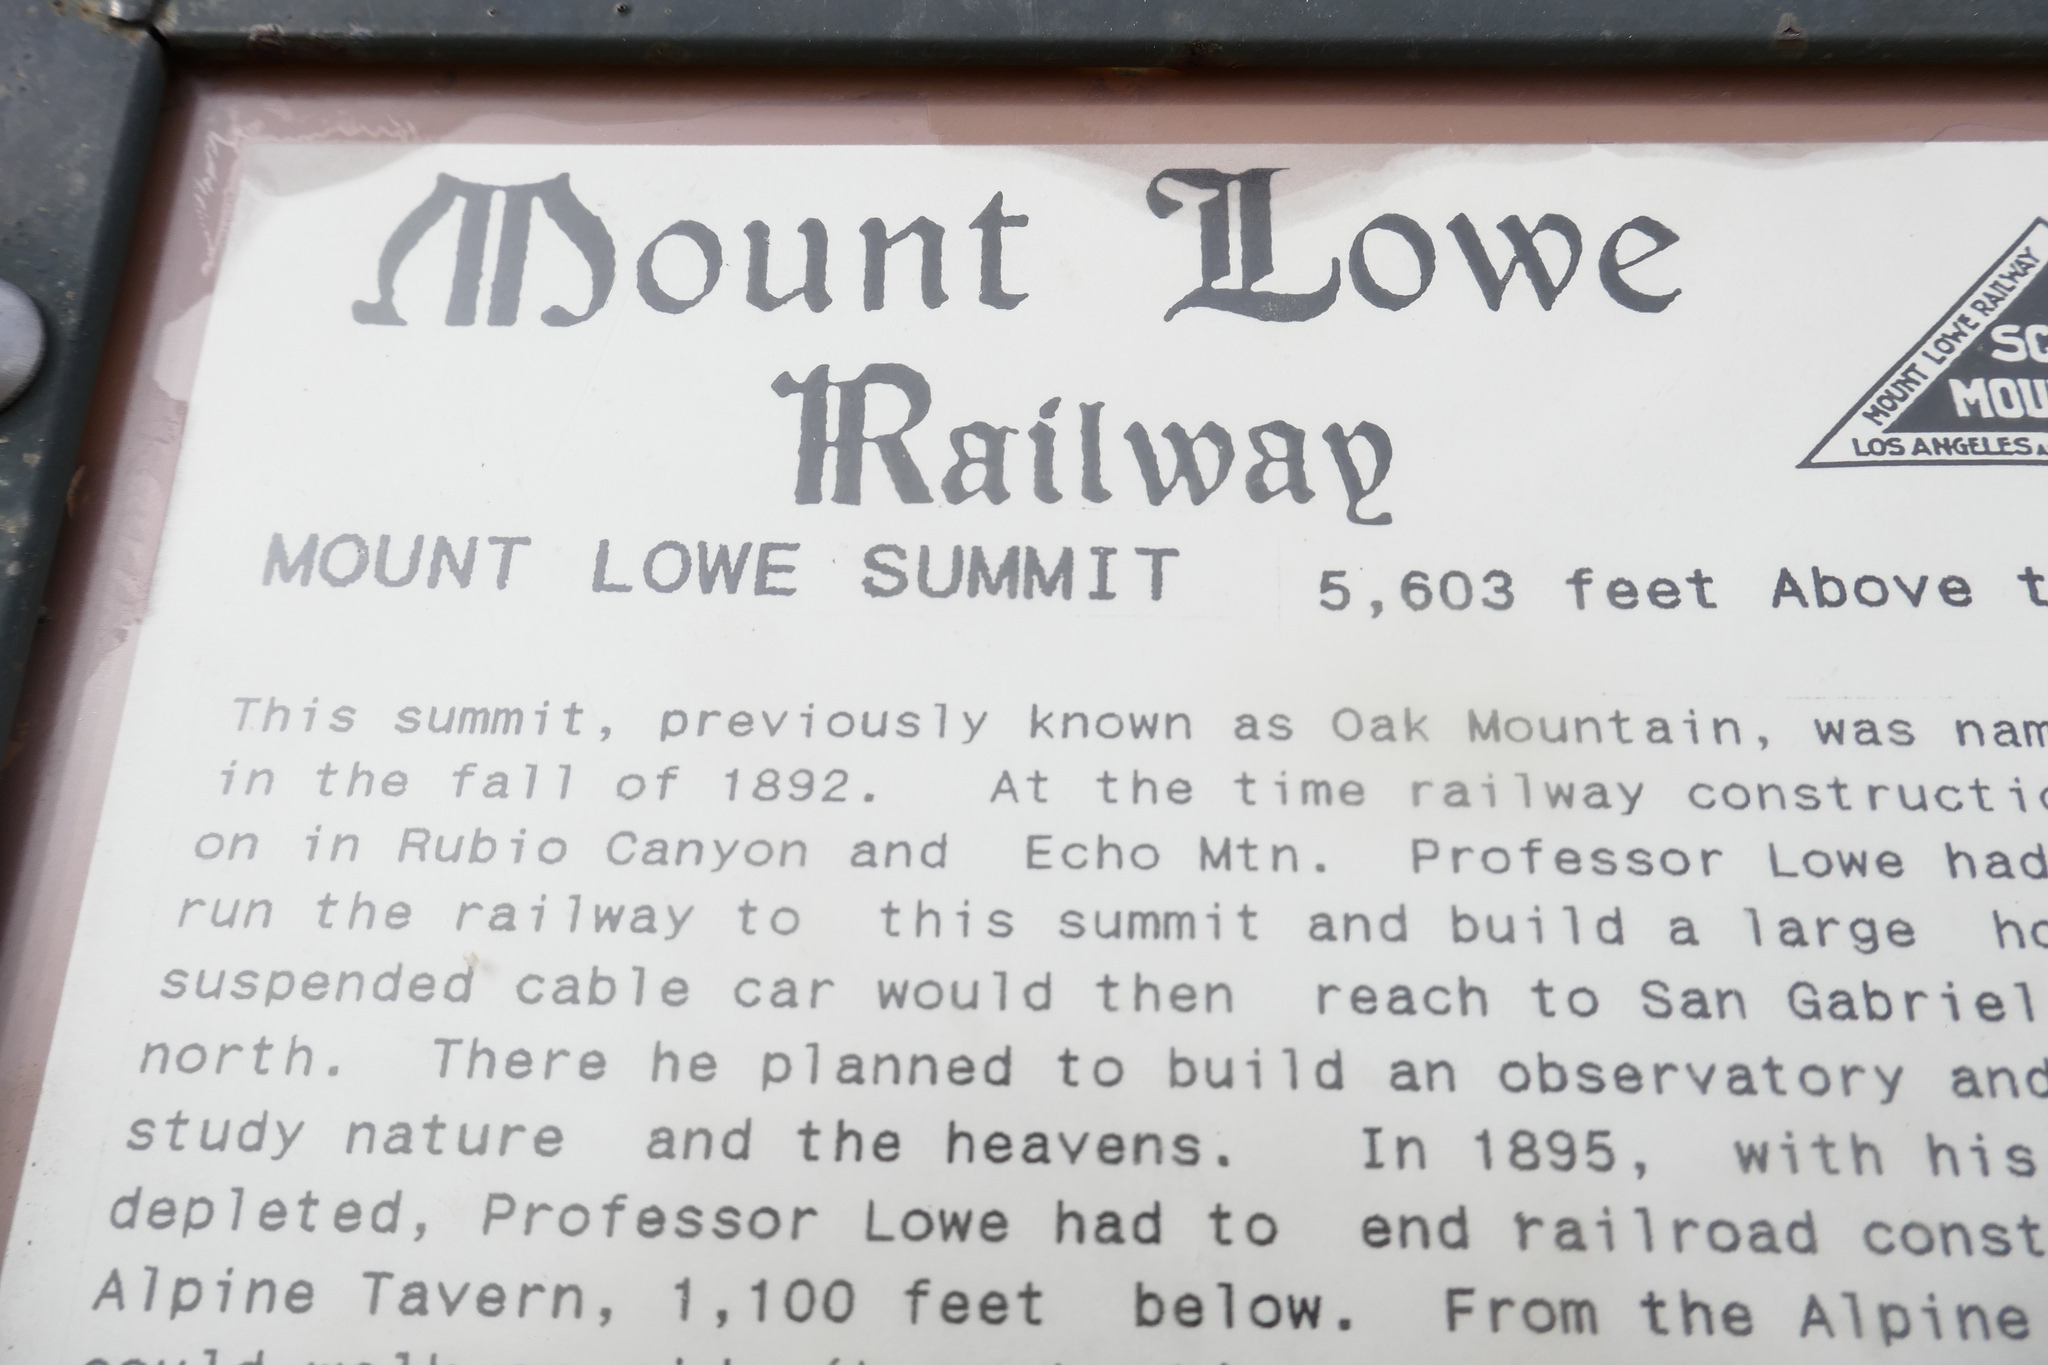 Mount Lowe
Railway
MOUNT LOWE RAILWAY
MOUNT LOWE SUMMIT 5,603 feet Above
LOS ANGELES
This summit, previously known as Oak Mountain, was
in the fall of 1892. At the time railway
on in Rubio Canyon and Echo Mtn. Professor Lowe had
run the railway to this summit and build a large
suspended cable car would then reach to San Gabriel
north. There he planned to build an observatory and
study nature and the heavens. In 1895, with his
depleted, Professor Lowe had to end railroad
Alpine Tavern, 1,100 feet below. From the Alpine